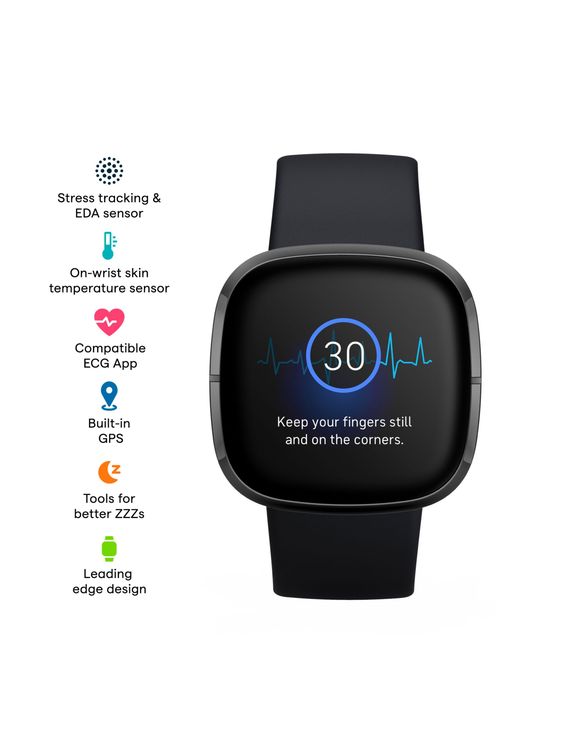 Stress tracking &
EDA sensor
On-wrist skin
temperature sensor
Compatible
ECG App
Built-in
GPS
Tools for
better ZZZs
Leading
edge design
30
Keep your fingers still
and on the corners.